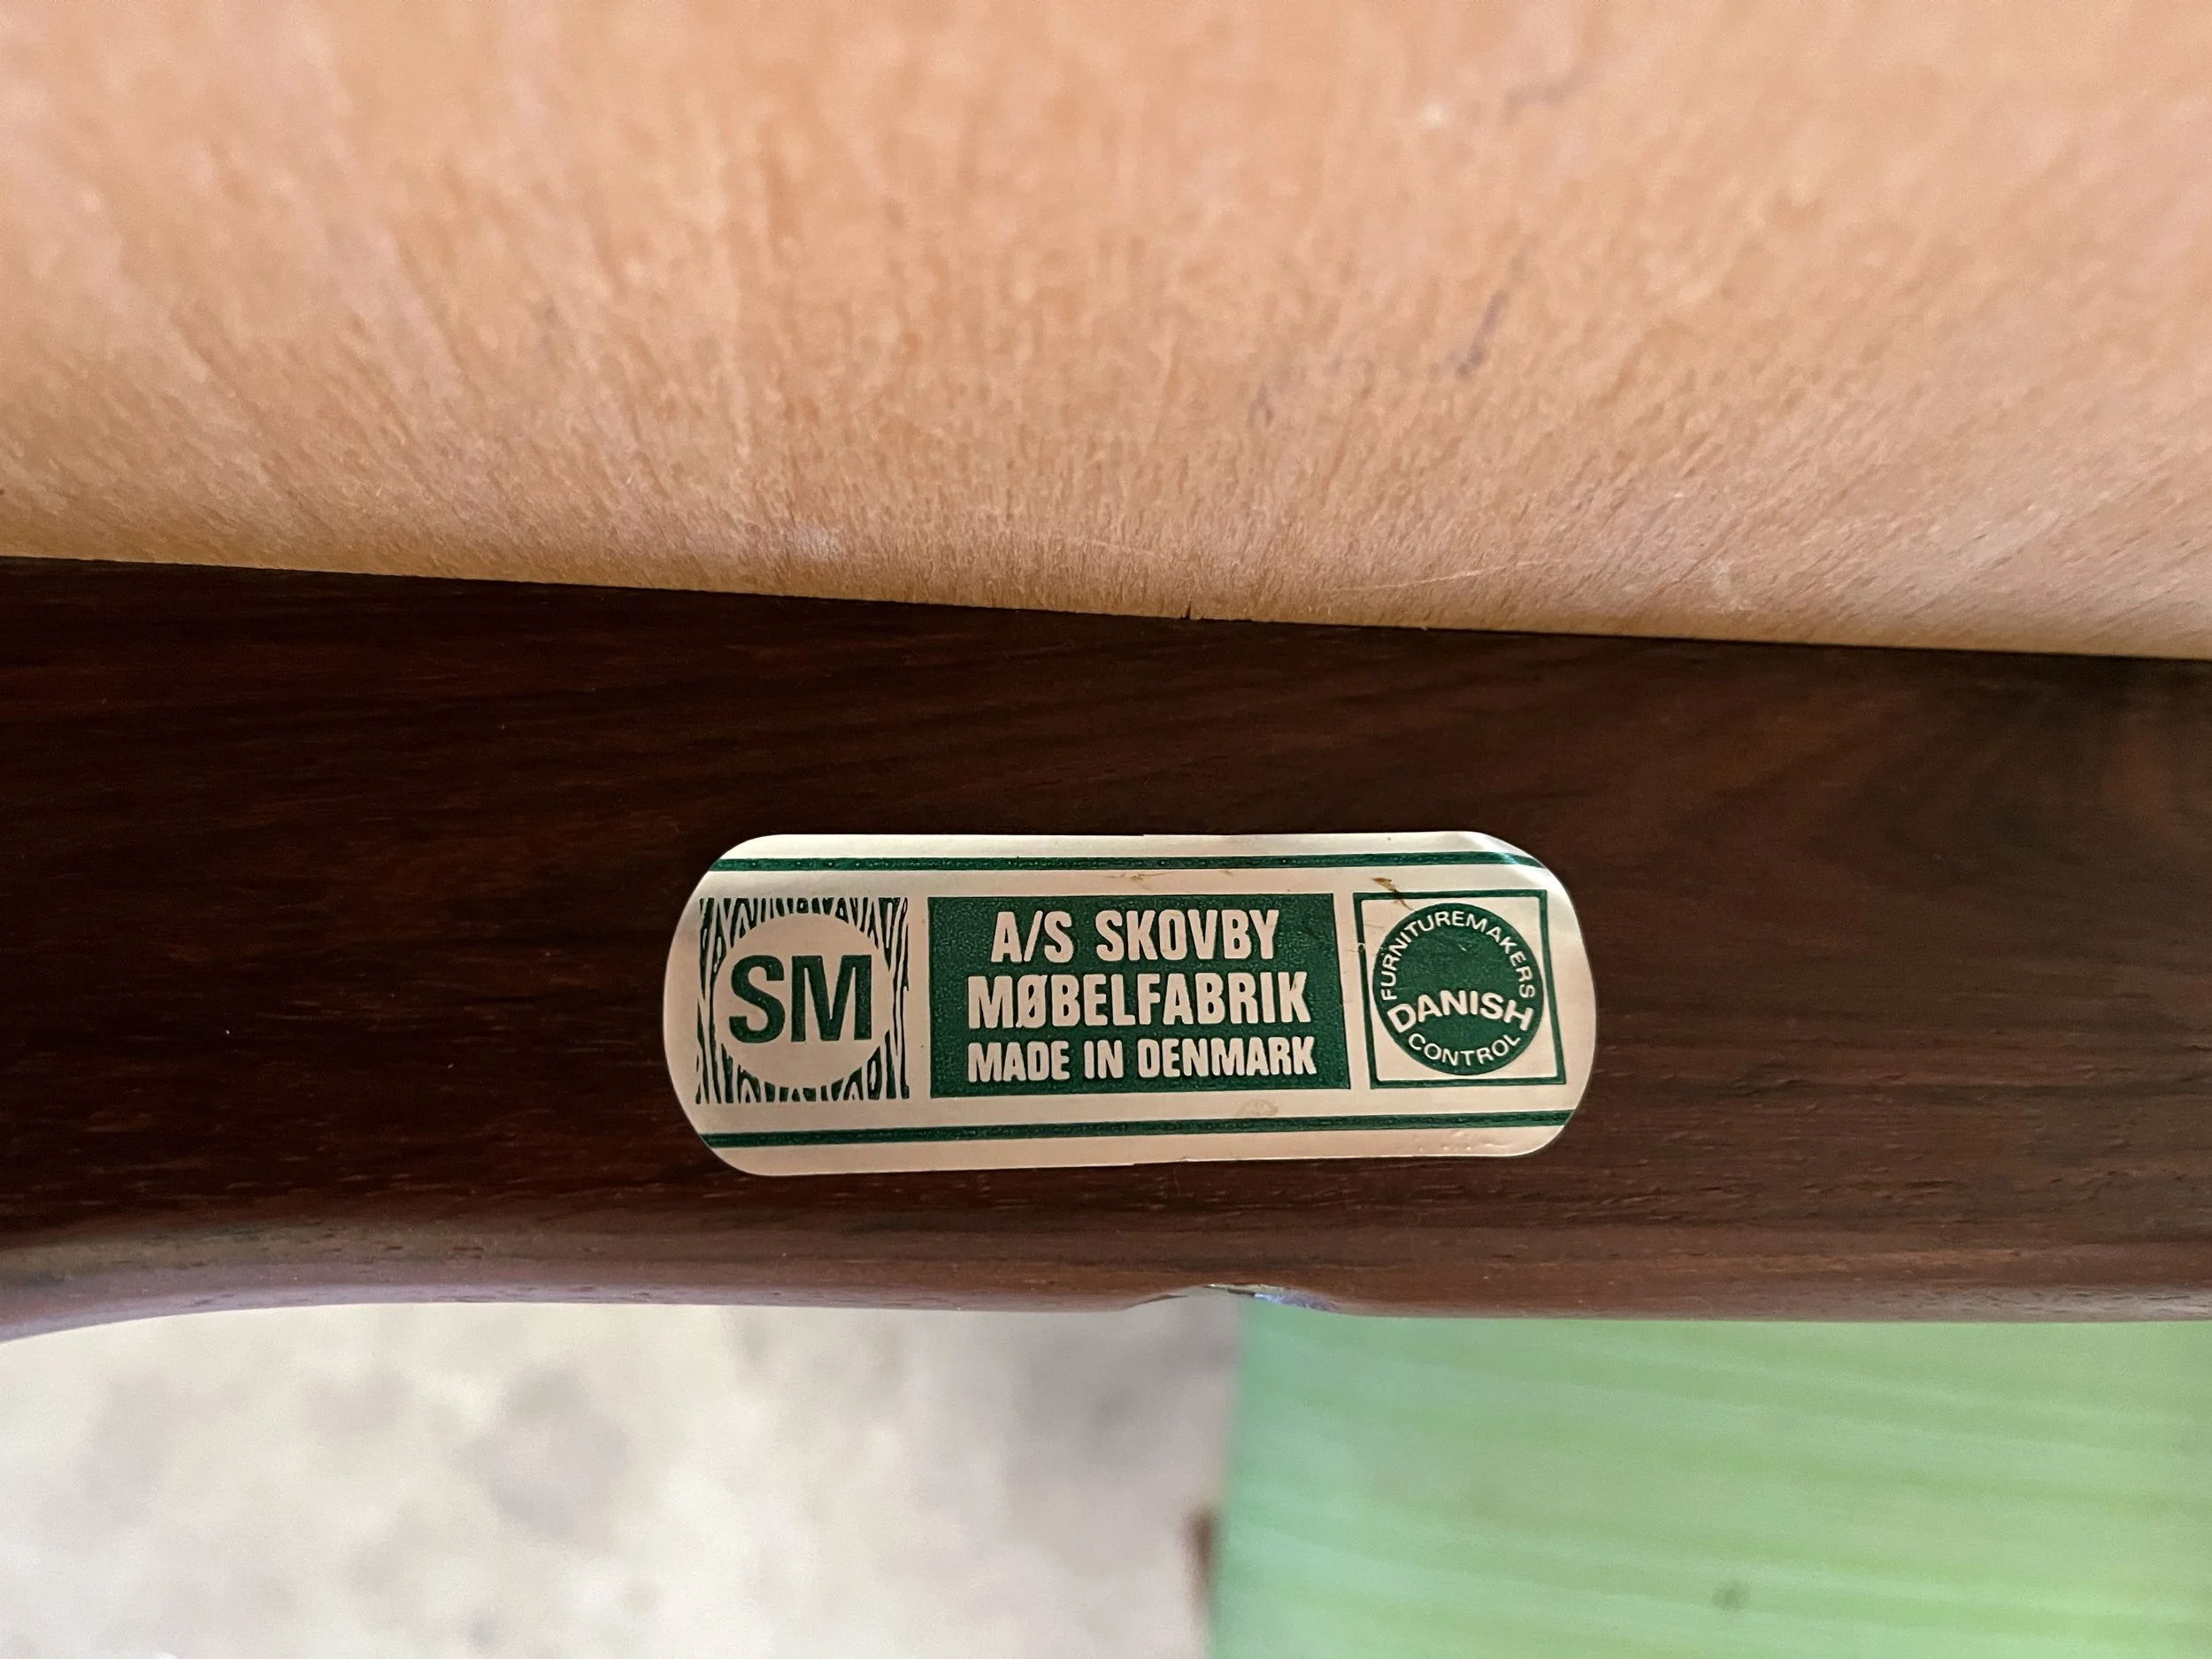 SM
A/S SKOVBY
MØBELFABRIK
MADE IN DENMARK
FURNITUREMAKERS
DANISH
CONTROL